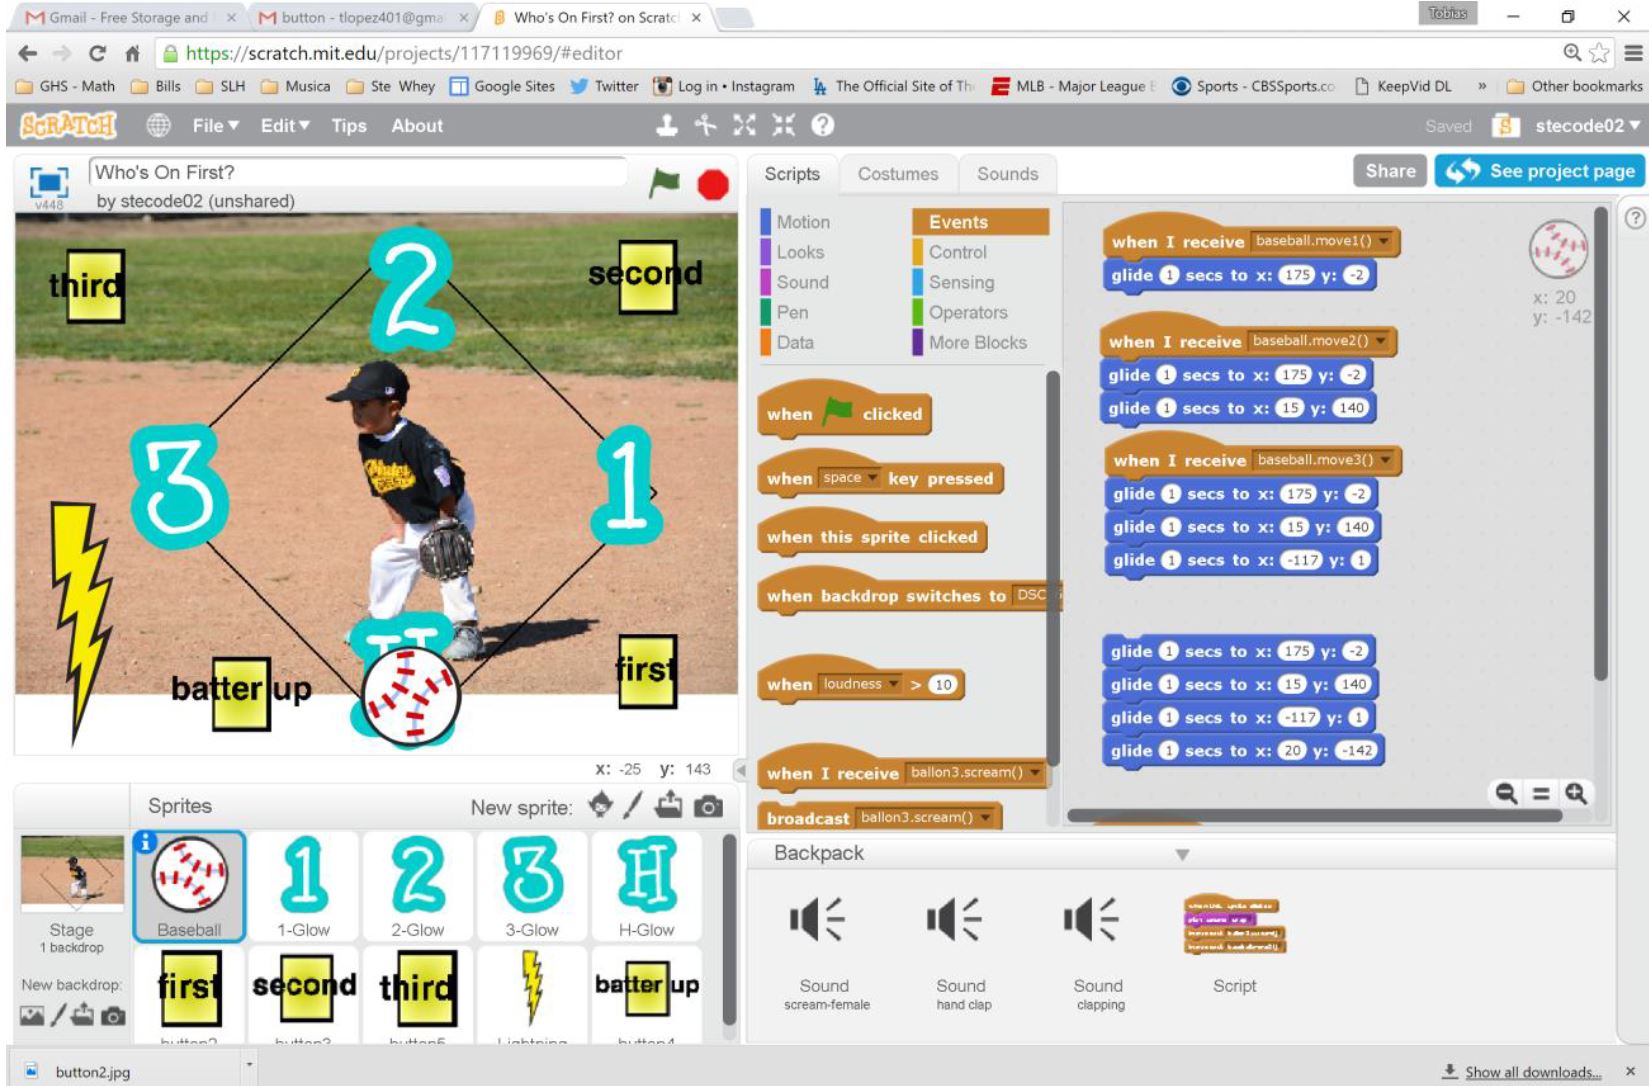 Gmail - Free Storage and
button - tlopez401@gma
Who's On First? on Scratc
Tobias
https://scratch.mit.edu/projects/117119969/#editor
GHS - Math
Bills
SLH
Musica
Ste Whey
Google Sites
Twitter
Log in • Instagram
The Official Site of Th
MLB - Major League B
Sports - CBSSports.co
KeepVid DL
»
Other bookmarks
SCRATCH
File
Edit
Tips
About
Saved
stecode02
v448
Who's On First?
by stecode02 (unshared)
Scripts
Costumes
Sounds
Share
See project page
third
2
second
3
1
batter up
H
first
x: -25 y: 143
Motion
Events
Looks
Control
Sound
Sensing
Pen
Operators
Data
More Blocks
when clicked
when space key pressed
when this sprite clicked
when backdrop switches to DSC
when loudness > 10
when I receive ballon3.scream()
broadcast ballon3.scream()
when I receive baseball.move1()
glide 1 secs to x: 175 y: -2
when I receive baseball.move2()
glide 1 secs to x: 175 y: -2
glide 1 secs to x: 15 y: 140
when I receive baseball.move3()
glide 1 secs to x: 175 y: -2
glide 1 secs to x: 15 y: 140
glide 1 secs to x: -117 y: 1
glide 1 secs to x: 175 y: -2
glide 1 secs to x: 15 y: 140
glide 1 secs to x: -117 y: 1
glide 1 secs to x: 20 y: -142
x: 20
y: -142
?
Sprites
New sprite:
Stage
1 backdrop
New backdrop:
Baseball
1
1-Glow
2
2-Glow
3
3-Glow
H
H-Glow
first
second
third
batter up
button2
button3
button5
Lightning
button4
Backpack
Sound
scream-female
Sound
hand clap
Sound
clapping
Script
button2.jpg
Show all downloads...